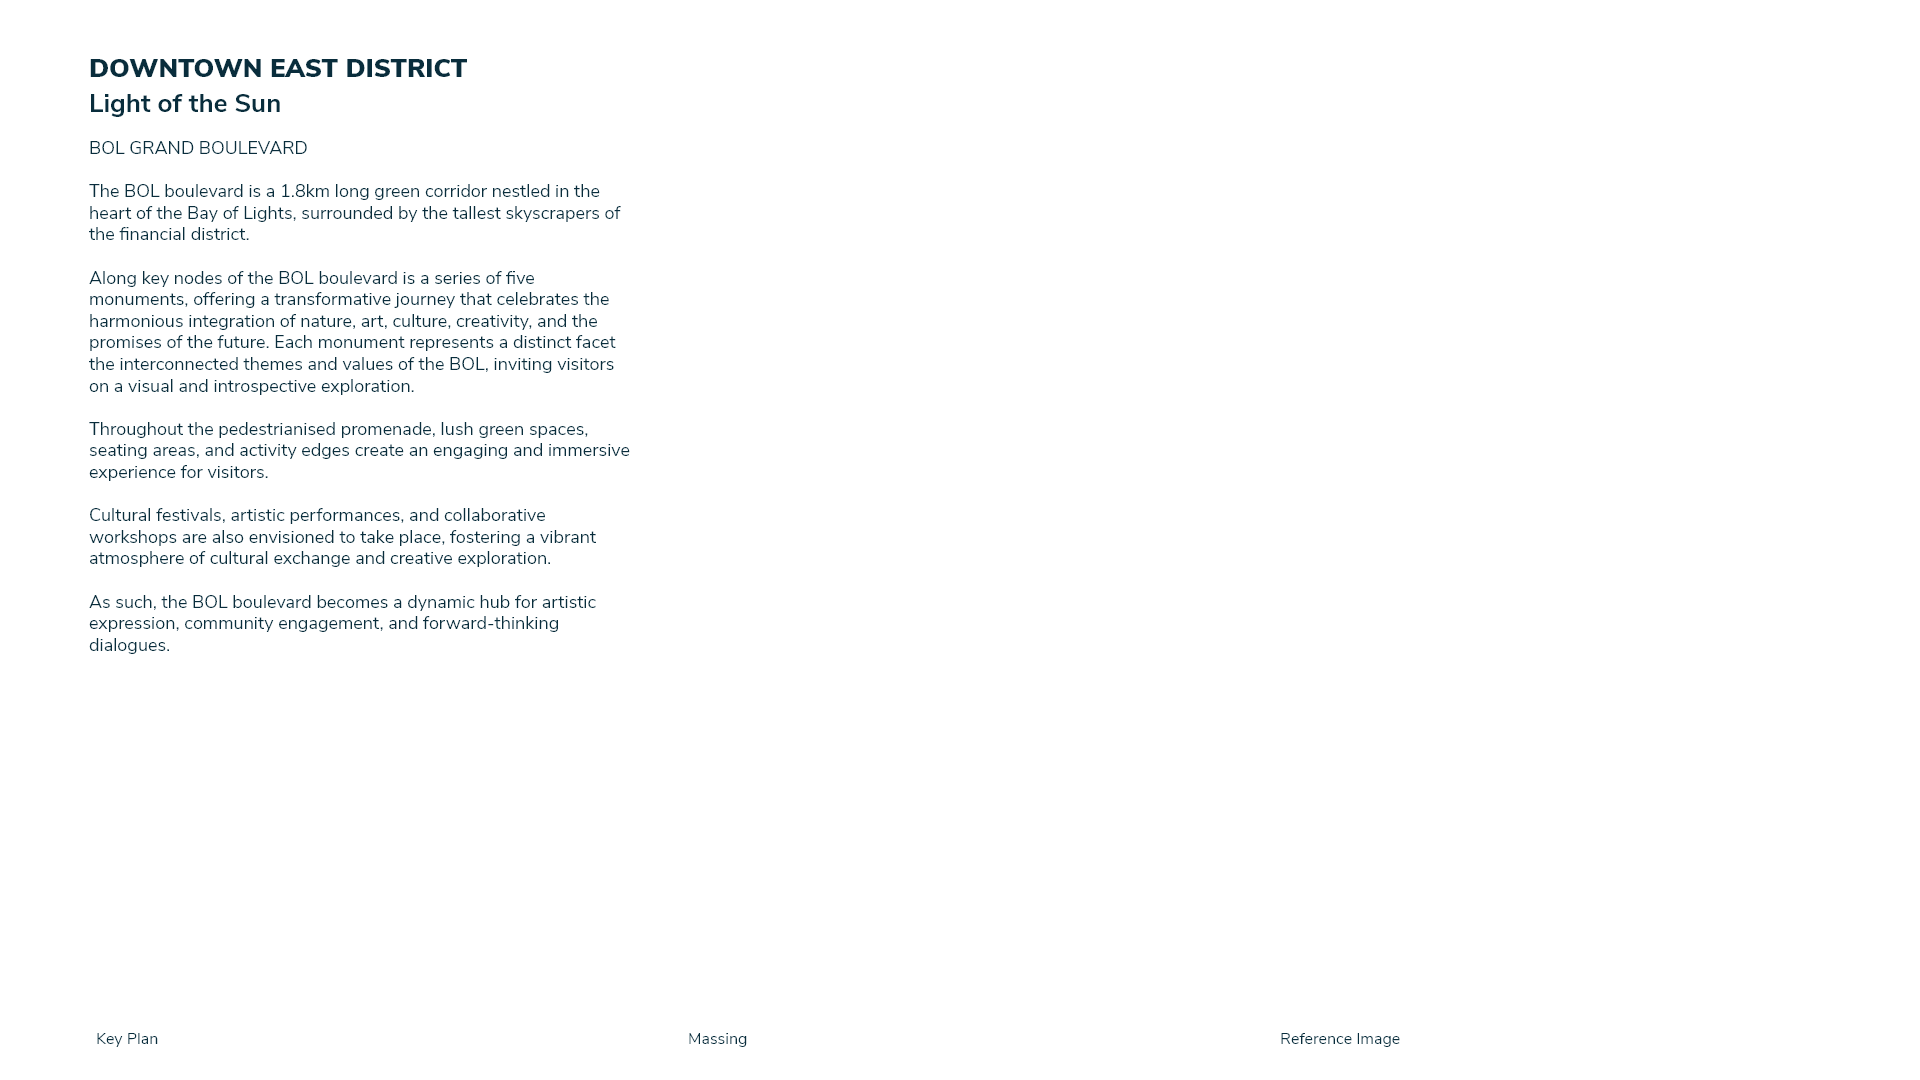 DOWNTOWN EAST DISTRICT
Light of the Sun
BOL GRAND BOULEVARD
The BOL boulevard is a 1.8km long green corridor nestled in the
heart of the Bay of Lights, surrounded by the tallest skyscrapers of
the financial district.
Along key nodes of the BOL boulevard is a series of five
monuments, offering a transformative journey that celebrates the
harmonious integration of nature, art, culture, creativity, and the
promises of the future. Each monument represents a distinct facet
the interconnected themes and values of the BOL, inviting visitors
on a visual and introspective exploration.
Throughout the pedestrianised promenade, lush green spaces,
seating areas, and activity edges create an engaging and immersive
experience for visitors.
Cultural festivals, artistic performances, and collaborative
workshops are also envisioned to take place, fostering a vibrant
atmosphere of cultural exchange and creative exploration.
As such, the BOL boulevard becomes a dynamic hub for artistic
expression, community engagement, and forward-thinking
dialogues.
Key Plan
Massing
Reference Image